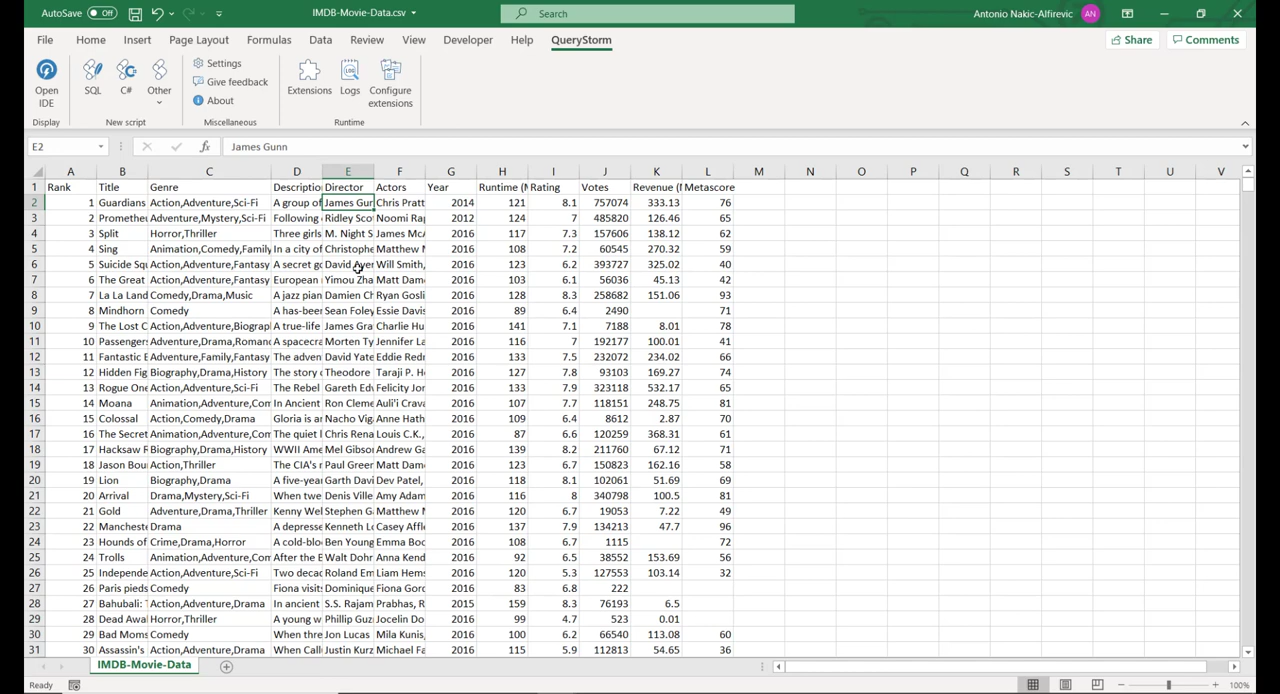 AutoSave Off IMDB-Movie-Data.csv Search Antonio Nakic-Alfirevic AN
File Home Insert Page Layout Formulas Data Review View Developer Help QueryStorm Share Comments
Open IDE SQL C# Other Settings Give feedback About Extensions Logs Configure extensions
Display New script Miscellaneous Runtime
E2 fx James Gunn
A B C D E F G H I J K L M N O P Q R S T U V
1 Rank Title Genre Description Director Actors Year Runtime (M Rating Votes Revenue (M Metascore
2 1 Guardians Action,Adventure,Sci-Fi A group of James Gun Chris Pratt 2014 121 8.1 757074 333.13 76
3 2 Prometheu Adventure,Mystery,Sci-Fi Following Ridley Sco Noomi Rap 2012 124 7 485820 126.46 65
4 3 Split Horror,Thriller Three girls M. Night S James McA 2016 117 7.3 157606 138.12 62
5 4 Sing Animation,Comedy,Family In a city of Christophe Matthew M 2016 108 7.2 60545 270.32 59
6 5 Suicide Squ Action,Adventure,Fantasy A secret go David Ayer Will Smith, 2016 123 6.2 393727 325.02 40
7 6 The Great Action,Adventure,Fantasy European Yimou Zha Matt Damo 2016 103 6.1 56036 45.13 42
8 7 La La Land Comedy,Drama,Music A jazz pian Damien Ch Ryan Gosli 2016 128 8.3 258682 151.06 93
9 8 Mindhorn Comedy A has-been Sean Foley Essie Davis 2016 89 6.4 2490 71
10 9 The Lost C Action,Adventure,Biograp A true-life James Gra Charlie Hu 2016 141 7.1 7188 8.01 78
11 10 Passengers Adventure,Drama,Romanc A spacecra Morten Ty Jennifer La 2016 116 7 192177 100.01 41
12 11 Fantastic B Adventure,Family,Fantasy The adven David Yate Eddie Redm 2016 133 7.5 232072 234.02 66
13 12 Hidden Fig Biography,Drama,History The story o Theodore Taraji P. H 2016 127 7.8 93103 169.27 74
14 13 Rogue One Action,Adventure,Sci-Fi The Rebel Gareth Edw Felicity Jon 2016 133 7.9 323118 532.17 65
15 14 Moana Animation,Adventure,Com In Ancient Ron Cleme Auli'i Crava 2016 107 7.7 118151 248.75 81
16 15 Colossal Action,Comedy,Drama Gloria is an Nacho Vig Anne Hath 2016 109 6.4 8612 2.87 70
17 16 The Secret Animation,Adventure,Com The quiet l Chris Rena Louis C.K., 2016 87 6.6 120259 368.31 61
18 17 Hacksaw R Biography,Drama,History WWII Ame Mel Gibson Andrew Ga 2016 139 8.2 211760 67.12 71
19 18 Jason Bou Action,Thriller The CIA's m Paul Green Matt Damo 2016 123 6.7 150823 162.16 58
20 19 Lion Biography,Drama A five-year Garth Davi Dev Patel, 2016 118 8.1 102061 51.69 69
21 20 Arrival Drama,Mystery,Sci-Fi When twe Denis Ville Amy Adam 2016 116 8 340798 100.5 81
22 21 Gold Adventure,Drama,Thriller Kenny Wel Stephen Ga Matthew M 2016 120 6.7 19053 7.22 49
23 22 Mancheste Drama A depresse Kenneth Lo Casey Affle 2016 137 7.9 134213 47.7 96
24 23 Hounds of Crime,Drama,Horror A cold-bloo Ben Young Emma Boo 2016 108 6.7 1115 72
25 24 Trolls Animation,Adventure,Com After the B Walt Dohr Anna Kend 2016 92 6.5 38552 153.69 56
26 25 Independe Action,Adventure,Sci-Fi Two decad Roland Em Liam Hems 2016 120 5.3 127553 103.14 32
27 26 Paris pieds Comedy Fiona visits Dominique Fiona Gord 2016 83 6.8 222
28 27 Bahubali: T Action,Adventure,Drama In ancient S.S. Rajam Prabhas, R 2015 159 8.3 76193 6.5
29 28 Dead Awa Horror,Thriller A young w Phillip Guz Jocelin Do 2016 99 4.7 523 0.01
30 29 Bad Moms Comedy When thre Jon Lucas Mila Kunis, 2016 100 6.2 66540 113.08 60
31 30 Assassin's Action,Adventure,Drama When Call Justin Kurz Michael Fa 2016 115 5.9 112813 54.65 36
IMDB-Movie-Data
Ready 100%